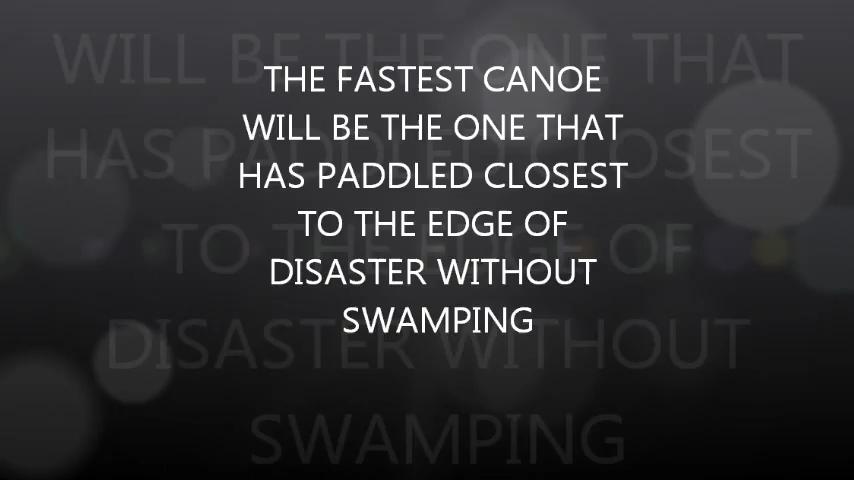 THE FASTEST CANOE
WILL BE THE ONE THAT
HAS PADDLED CLOSEST
TO THE EDGE OF
DISASTER WITHOUT
SWAMPING